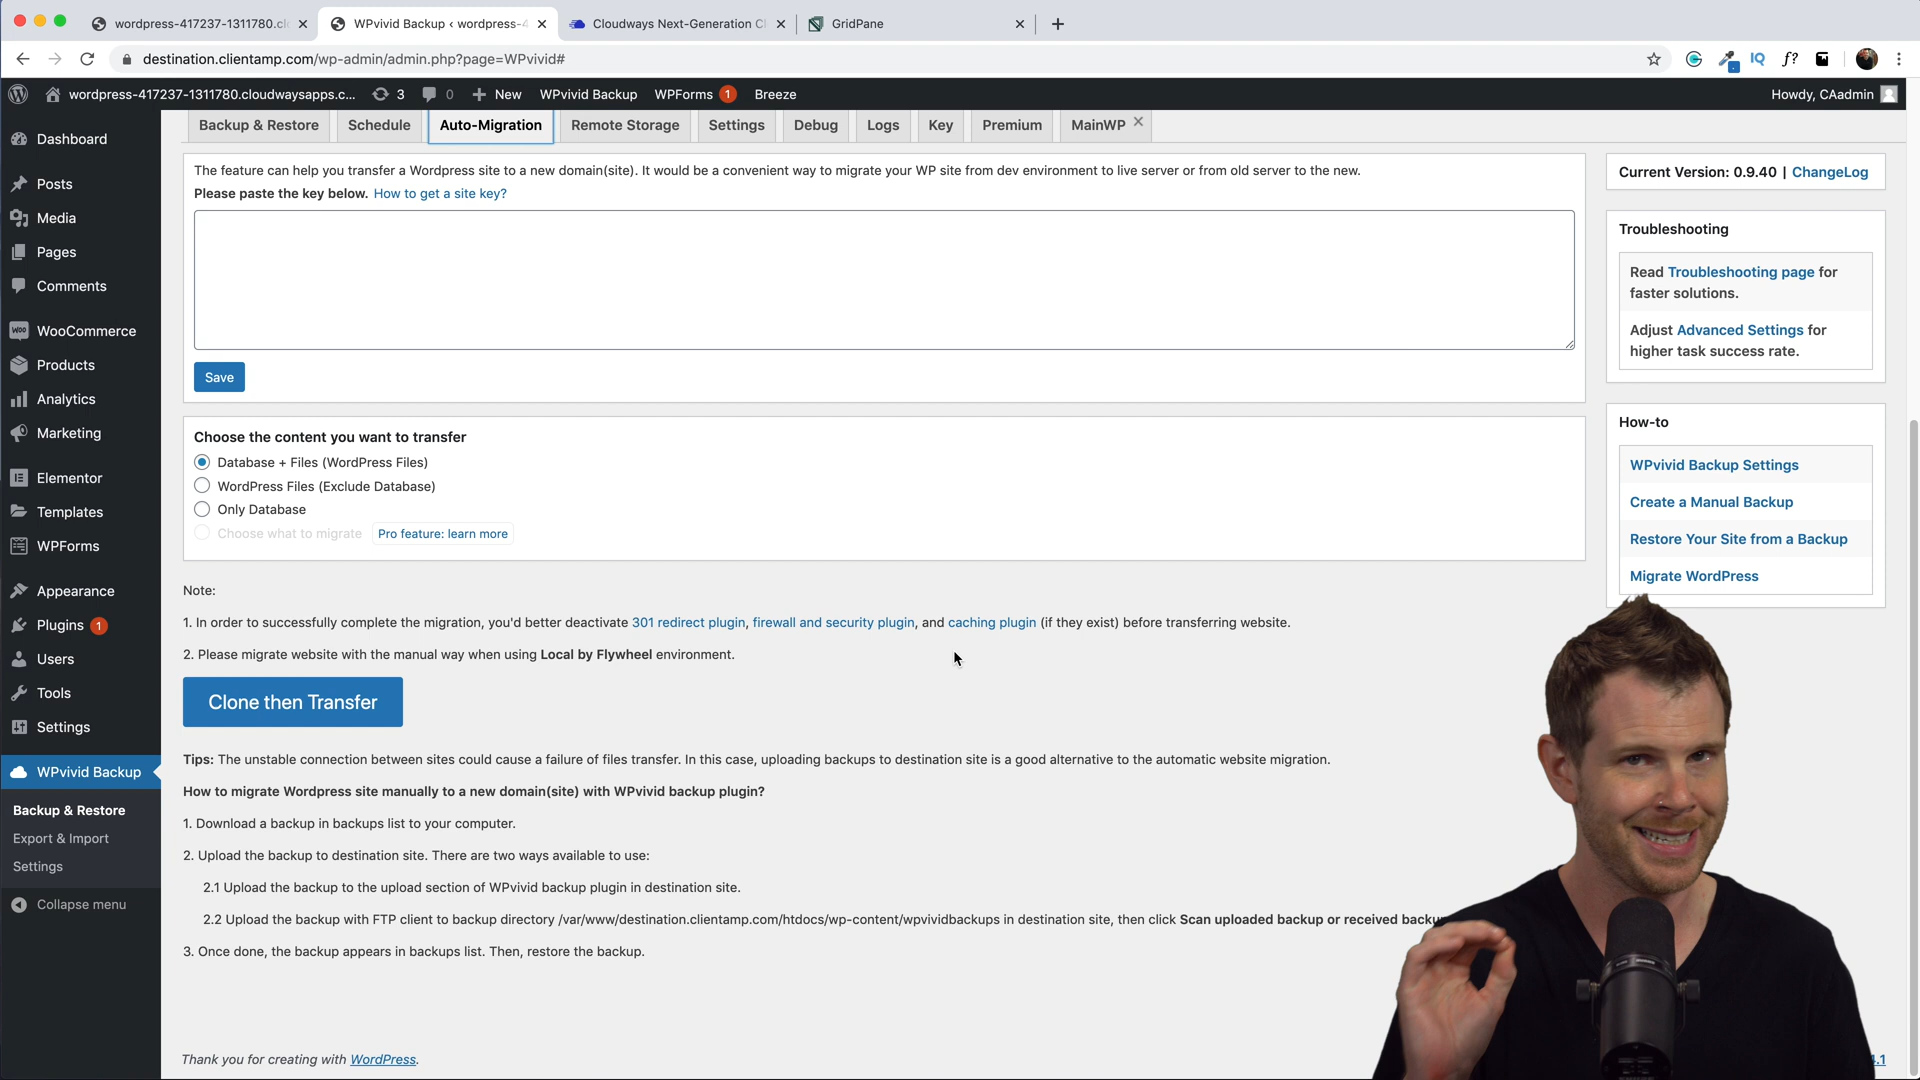 wordpress-417237-1311780.cl
WPvivid Backup ‹ wordpress-4
Cloudways Next-Generation Cl
GridPane
destination.clientamp.com/wp-admin/admin.php?page=WPvivid#
IQ
f?
wordpress-417237-1311780.cloudwaysapps.c...
3
0
New
WPvivid Backup
WPForms 1
Breeze
Howdy, CAadmin
Dashboard
Posts
Media
Pages
Comments
WooCommerce
Products
Analytics
Marketing
Elementor
Templates
WPForms
Appearance
Plugins 1
Users
Tools
Settings
WPvivid Backup
Backup & Restore
Export & Import
Settings
Collapse menu
Backup & Restore
Schedule
Auto-Migration
Remote Storage
Settings
Debug
Logs
Key
Premium
MainWP
The feature can help you transfer a Wordpress site to a new domain(site). It would be a convenient way to migrate your WP site from dev environment to live server or from old server to the new.
Please paste the key below. How to get a site key?
Save
Choose the content you want to transfer
Database + Files (WordPress Files)
WordPress Files (Exclude Database)
Only Database
Choose what to migrate Pro feature: learn more
Note:
1. In order to successfully complete the migration, you'd better deactivate 301 redirect plugin, firewall and security plugin, and caching plugin (if they exist) before transferring website.
2. Please migrate website with the manual way when using Local by Flywheel environment.
Clone then Transfer
Tips: The unstable connection between sites could cause a failure of files transfer. In this case, uploading backups to destination site is a good alternative to the automatic website migration.
How to migrate Wordpress site manually to a new domain(site) with WPvivid backup plugin?
1. Download a backup in backups list to your computer.
2. Upload the backup to destination site. There are two ways available to use:
2.1 Upload the backup to the upload section of WPvivid backup plugin in destination site.
2.2 Upload the backup with FTP client to backup directory /var/www/destination.clientamp.com/htdocs/wp-content/wpvividbackups in destination site, then click Scan uploaded backup or received backu
3. Once done, the backup appears in backups list. Then, restore the backup.
Thank you for creating with WordPress.
Current Version: 0.9.40 | ChangeLog
Troubleshooting
Read Troubleshooting page for
faster solutions.
Adjust Advanced Settings for
higher task success rate.
How-to
WPvivid Backup Settings
Create a Manual Backup
Restore Your Site from a Backup
Migrate WordPress
.1